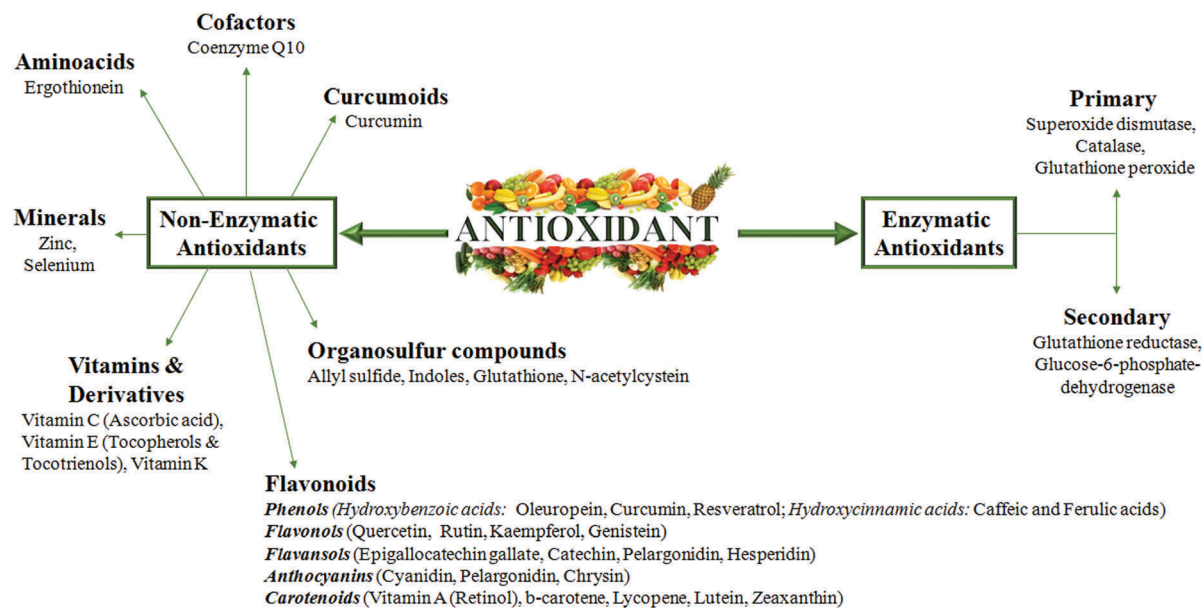 Cofactors
Coenzyme Q10
Aminoacids
Ergothionein
Curcumoids
Curcumin
Minerals
Zinc,
Selenium
Non-Enzymatic
Antioxidants
ANTIOXIDANT
Enzymatic
Antioxidants
Primary
Superoxide dismutase,
Catalase,
Glutathione peroxide
Secondary
Glutathione reductase,
Glucose-6-phosphate-
dehydrogenase
Organosulfur compounds
Allyl sulfide, Indoles, Glutathione, N-acetylcystein
Vitamins &
Derivatives
Vitamin C (Ascorbic acid),
Vitamin E (Tocopherols &
Tocotrienols), Vitamin K
Flavonoids
Phenols (Hydroxybenzoic acids: Oleuropein, Curcumin, Resveratrol; Hydroxycinnamic acids: Caffeic and Ferulic acids)
Flavonols (Quercetin, Rutin, Kaempferol, Genistein)
Flavansols (Epigallocatechin gallate, Catechin, Pelargonidin, Hesperidin)
Anthocyanins (Cyanidin, Pelargonidin, Chrysin)
Carotenoids (Vitamin A (Retinol), b-carotene, Lycopene, Lutein, Zeaxanthin)